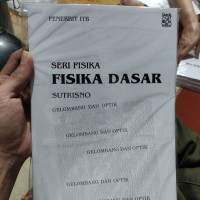 PENERBIT ITB
SERI FISIKA
FISIKA DASAR
SUTRISNO
GELOMBANG DAN OPTIK
GELOMBANG DAN OPTIK
GELOMBANG DAN OPTIK
GELOMBANG DAN OPTIK
GELOMBANG DAN OPTIK